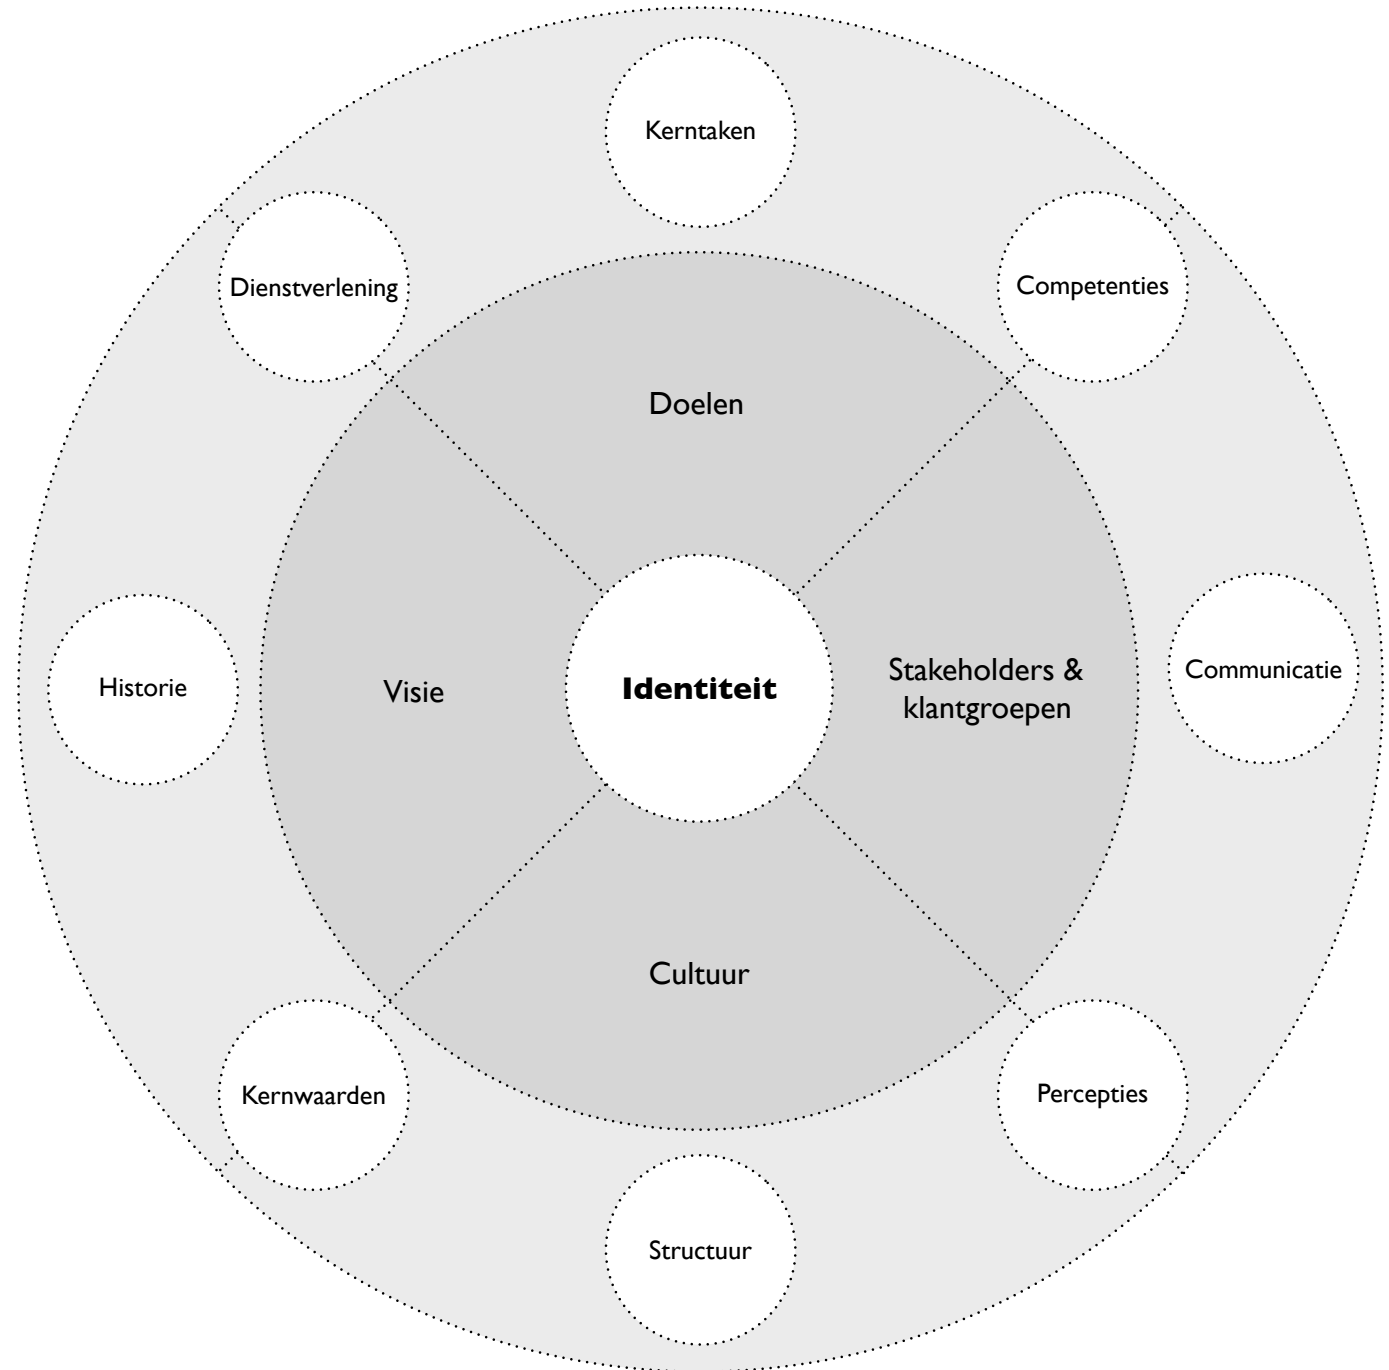 Kerntaken
Dienstverlening
Competenties
Doelen
Historie
Visie
Identiteit
Stakeholders &
klantgroepen
Communicatie
Cultuur
Kernwaarden
Percepties
Structuur